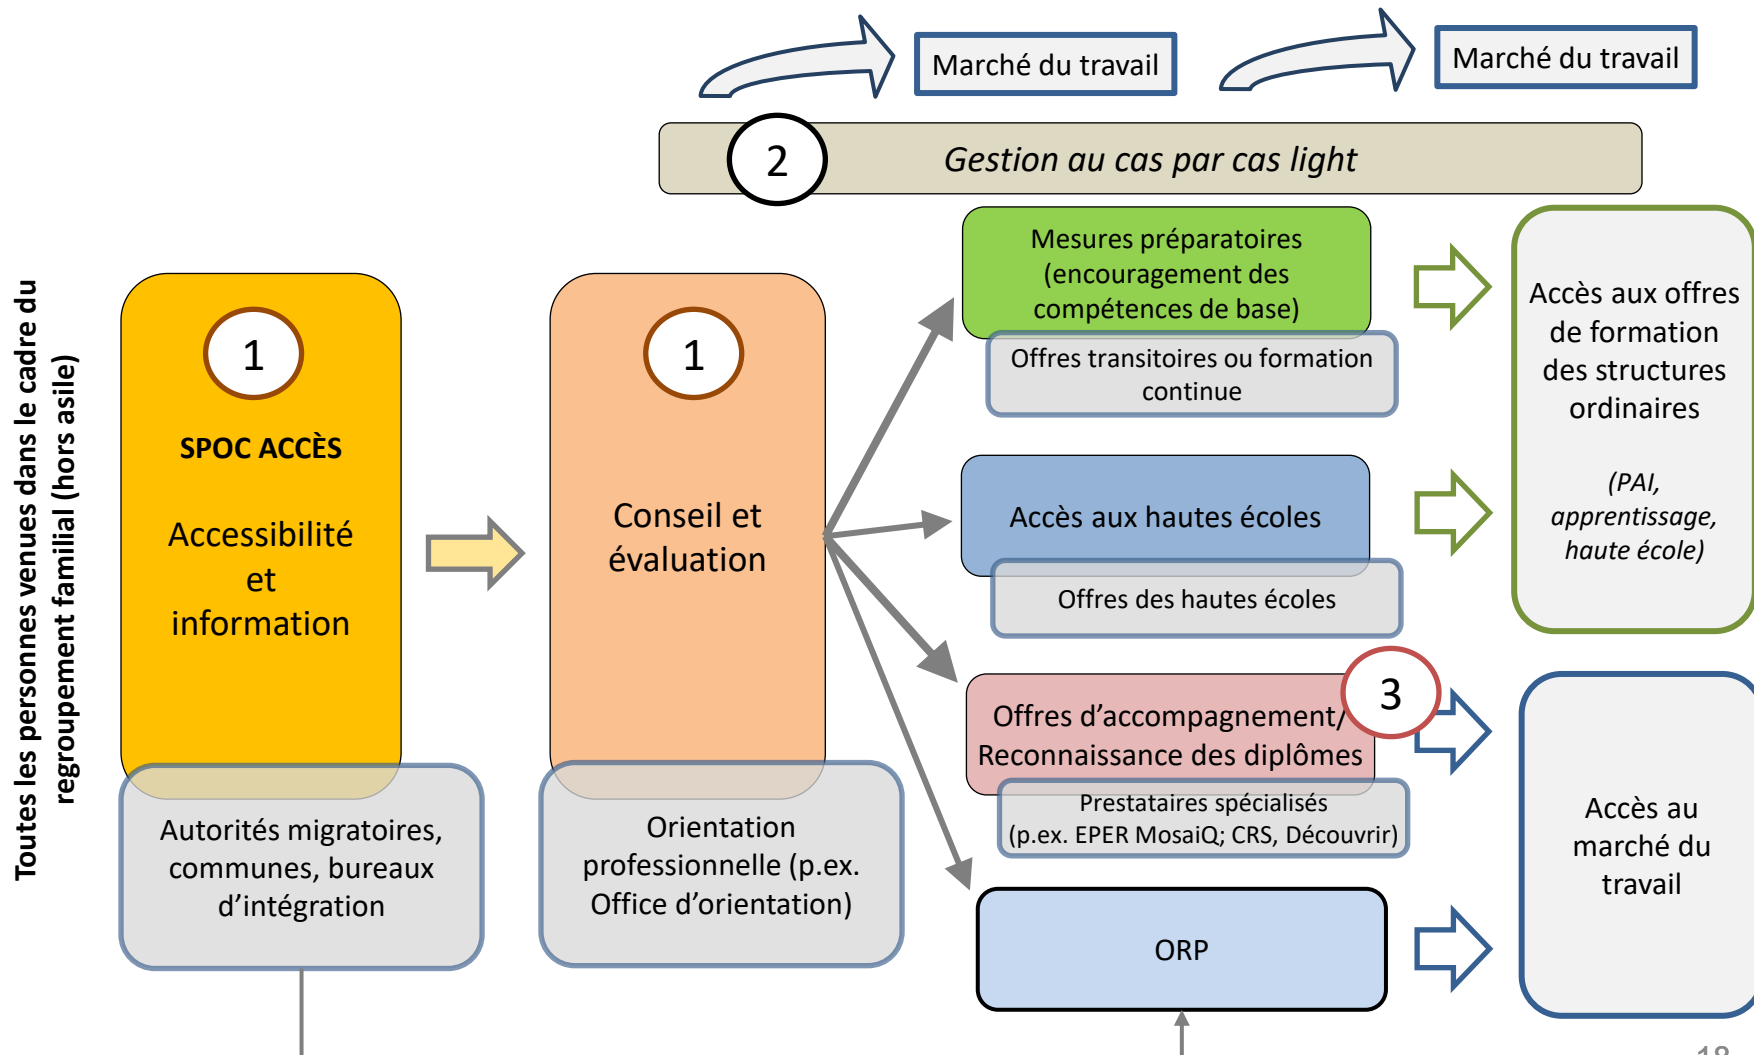 Marché du travail
Marché du travail
2
Gestion au cas par cas light
Toutes les personnes venues dans le cadre du
regroupement familial (hors asile)
1
SPOC ACCÈS
Accessibilité
et
information
Autorités migratoires,
communes, bureaux
d'intégration
1
Conseil et
évaluation
Orientation
professionnelle (p.ex.
Office d'orientation)
Mesures préparatoires
(encouragement des
compétences de base)
Offres transitoires ou formation
continue
Accès aux hautes écoles
Offres des hautes écoles
3
Offres d'accompagnement/
Reconnaissance des diplômes
Prestataires spécialisés
(p.ex. EPER MosaiQ; CRS, Découvrir)
ORP
Accès aux offres
de formation
des structures
ordinaires
(PAI,
apprentissage,
haute école)
Accès au
marché du
travail
18